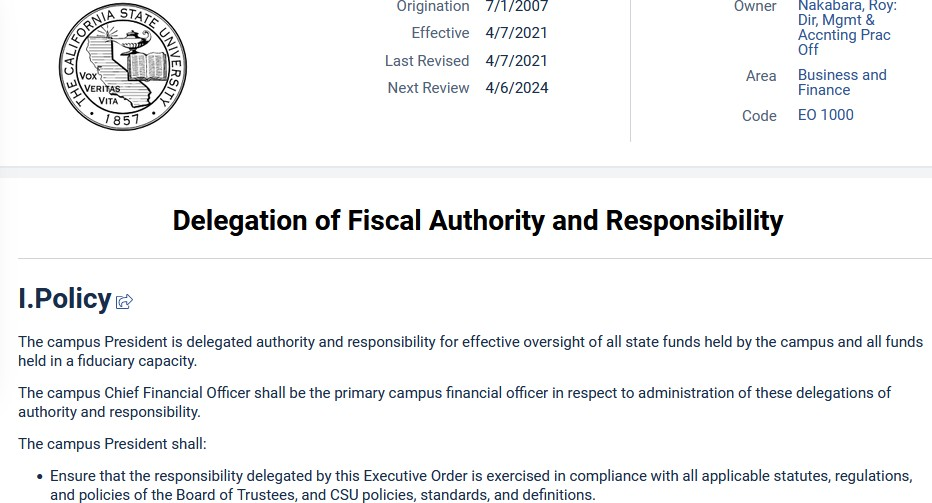 THE CALIFORNIA STATE UNIVERSITY
VOX
VERITAS
VITA
• 1857 •
Origination 7/1/2007
Effective 4/7/2021
Last Revised 4/7/2021
Next Review 4/6/2024
Owner Nakabara, Roy:
Dir, Mgmt &
Accnting Prac
Off
Area Business and
Finance
Code EO 1000
Delegation of Fiscal Authority and Responsibility
I.Policy
The campus President is delegated authority and responsibility for effective oversight of all state funds held by the campus and all funds
held in a fiduciary capacity.
The campus Chief Financial Officer shall be the primary campus financial officer in respect to administration of these delegations of
authority and responsibility.
The campus President shall:
• Ensure that the responsibility delegated by this Executive Order is exercised in compliance with all applicable statutes, regulations,
and policies of the Board of Trustees, and CSU policies, standards, and definitions.